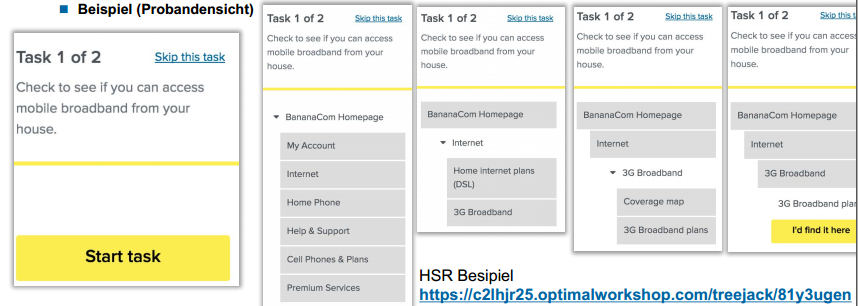 Beispiel (Probandensicht)
Task 1 of 2 Skip this task
Check to see if you can access
mobile broadband from your
house.
Start task
Task 1 of 2 Skip this task
Check to see if you can access
mobile broadband from your
house.
BananaCom Homepage
My Account
Internet
Home Phone
Help & Support
Cell Phones & Plans
Premium Services
Task 1 of 2 Skip this task
Check to see if you can access
mobile broadband from your
house.
BananaCom Homepage
Internet
Home internet plans
(DSL)
3G Broadband
Task 1 of 2 Skip this task
Check to see if you can access
mobile broadband from your
house.
BananaCom Homepage
Internet
3G Broadband
Coverage map
3G Broadband plans
Task 1 of 2 Skip this t
Check to see if you can access
mobile broadband from your
house.
BananaCom Homepage
Internet
3G Broadband
3G Broadband plan
I'd find it here
HSR Besipiel
https://c2lhjr25.optimalworkshop.com/treejack/81y3ugen